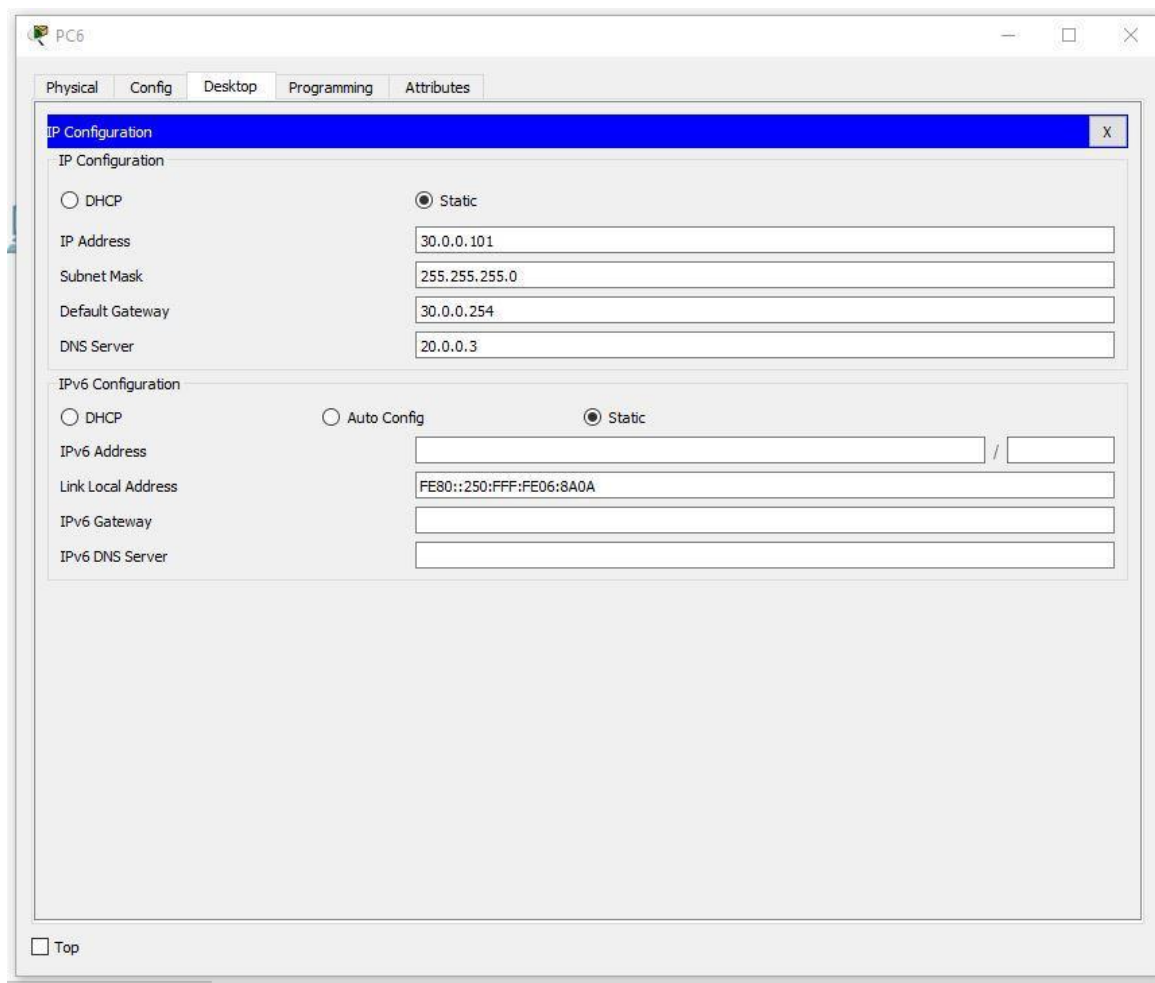 PC6
Physical Config Desktop Programming Attributes
IP Configuration X
IP Configuration
DHCP Static
IP Address 30.0.0.101
Subnet Mask 255.255.255.0
Default Gateway 30.0.0.254
DNS Server 20.0.0.3
IPv6 Configuration
DHCP Auto Config Static
IPv6 Address /
Link Local Address FE80::250:FFF:FE06:8A0A
IPv6 Gateway
IPv6 DNS Server
Top